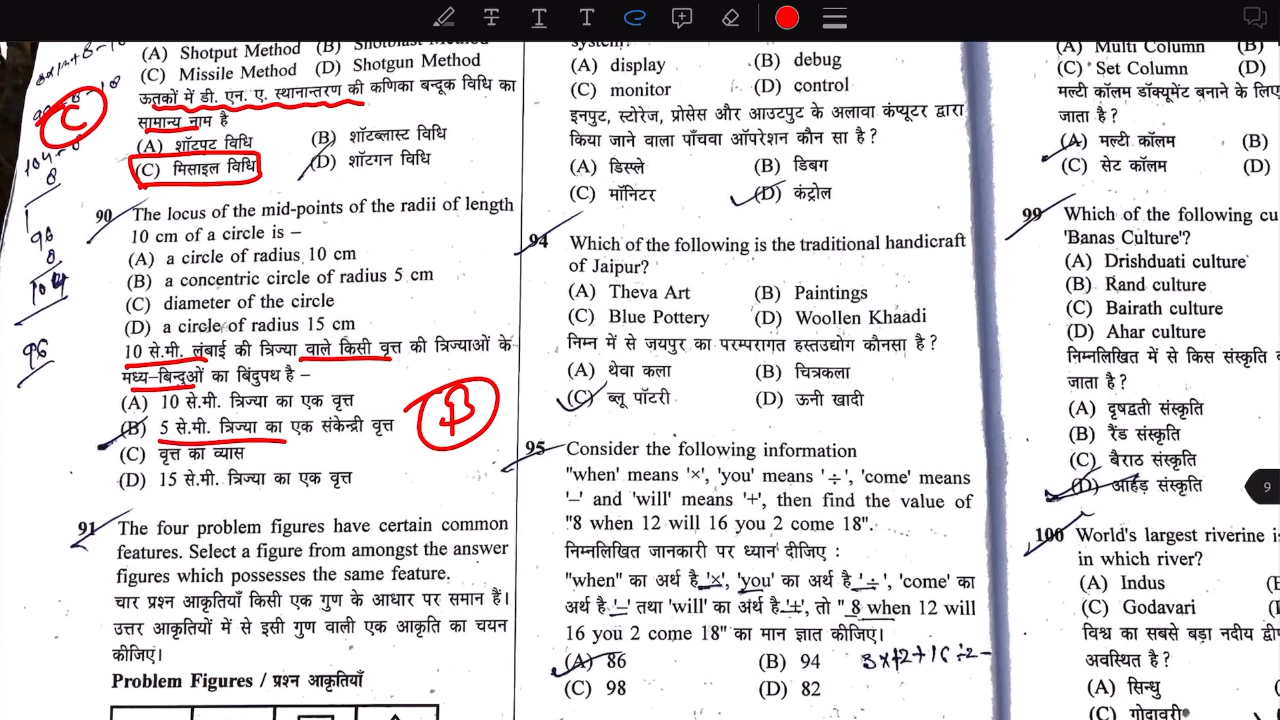 (A) Shotput Method (B) Shotblast Method
(C) Missile Method (D) Shotgun Method
ऊतकों में डी. एन. ए. स्थानान्तरण की कणिका बन्दूक विधि का
सामान्य नाम है
(A) शॉटपुट विधि (B) शॉटब्लास्ट विधि
(C) मिसाइल विधि (D) शॉटगन विधि
C
104
8
96
8
104
96
90 The locus of the mid-points of the radii of length
10 cm of a circle is –
(A) a circle of radius 10 cm
(B) a concentric circle of radius 5 cm
(C) diameter of the circle
(D) a circle of radius 15 cm
10 से.मी. लंबाई की त्रिज्या वाले किसी वृत्त की त्रिज्याओं के
मध्य-बिन्दुओं का बिंदुपथ है –
(A) 10 से.मी. त्रिज्या का एक वृत्त
(B) 5 से.मी. त्रिज्या का एक संकेन्द्री वृत्त
(C) वृत्त का व्यास
(D) 15 से.मी. त्रिज्या का एक वृत्त
B
91 The four problem figures have certain common
features. Select a figure from amongst the answer
figures which possesses the same feature.
चार प्रश्न आकृतियाँ किसी एक गुण के आधार पर समान हैं।
उत्तर आकृतियों में से इसी गुण वाली एक आकृति का चयन
कीजिए।
Problem Figures / प्रश्न आकृतियाँ
system?
(A) display (B) debug
(C) monitor (D) control
इनपुट, स्टोरेज, प्रोसेस और आउटपुट के अलावा कंप्यूटर द्वारा
किया जाने वाला पाँचवा ऑपरेशन कौन सा है ?
(A) डिस्प्ले (B) डिबग
(C) मॉनिटर (D) कंट्रोल
94 Which of the following is the traditional handicraft
of Jaipur?
(A) Theva Art (B) Paintings
(C) Blue Pottery (D) Woollen Khaadi
निम्न में से जयपुर का परम्परागत हस्तउद्योग कौनसा है ?
(A) थेवा कला (B) चित्रकला
(C) ब्लू पॉटरी (D) ऊनी खादी
95 Consider the following information
"when' means '×', 'you' means '÷', 'come' means
'–' and 'will' means '+', then find the value of
"8 when 12 will 16 you 2 come 18".
निम्नलिखित जानकारी पर ध्यान दीजिए :
"when" का अर्थ है '×', 'you' का अर्थ है '÷', 'come' का
अर्थ है '–' तथा 'will' का अर्थ है '+', तो " 8 when 12 will
16 you 2 come 18" का मान ज्ञात कीजिए।
(A) 86 (B) 94
(C) 98 (D) 82
(A) Multi Column (B)
(C) Set Column (D)
मल्टी कॉलम डॉक्यूमेंट बनाने के लिए
जाता है ?
(A) मल्टी कॉलम (B)
(C) सेट कॉलम (D)
99 Which of the following cu
'Banas Culture'?
(A) Drishduati culture
(B) Rand culture
(C) Bairath culture
(D) Ahar culture
निम्नलिखित में से किस संस्कृति
जाता है ?
(A) दृषद्वती संस्कृति
(B) रैंड संस्कृति
(C) बैराठ संस्कृति
(D) आहड़ संस्कृति
9
100 World's largest riverine is
in which river?
(A) Indus
(C) Godavari
विश्व का सबसे बड़ा नदीय द्वी
अवस्थित है ?
(A) सिन्धु
(C) गोदावरी